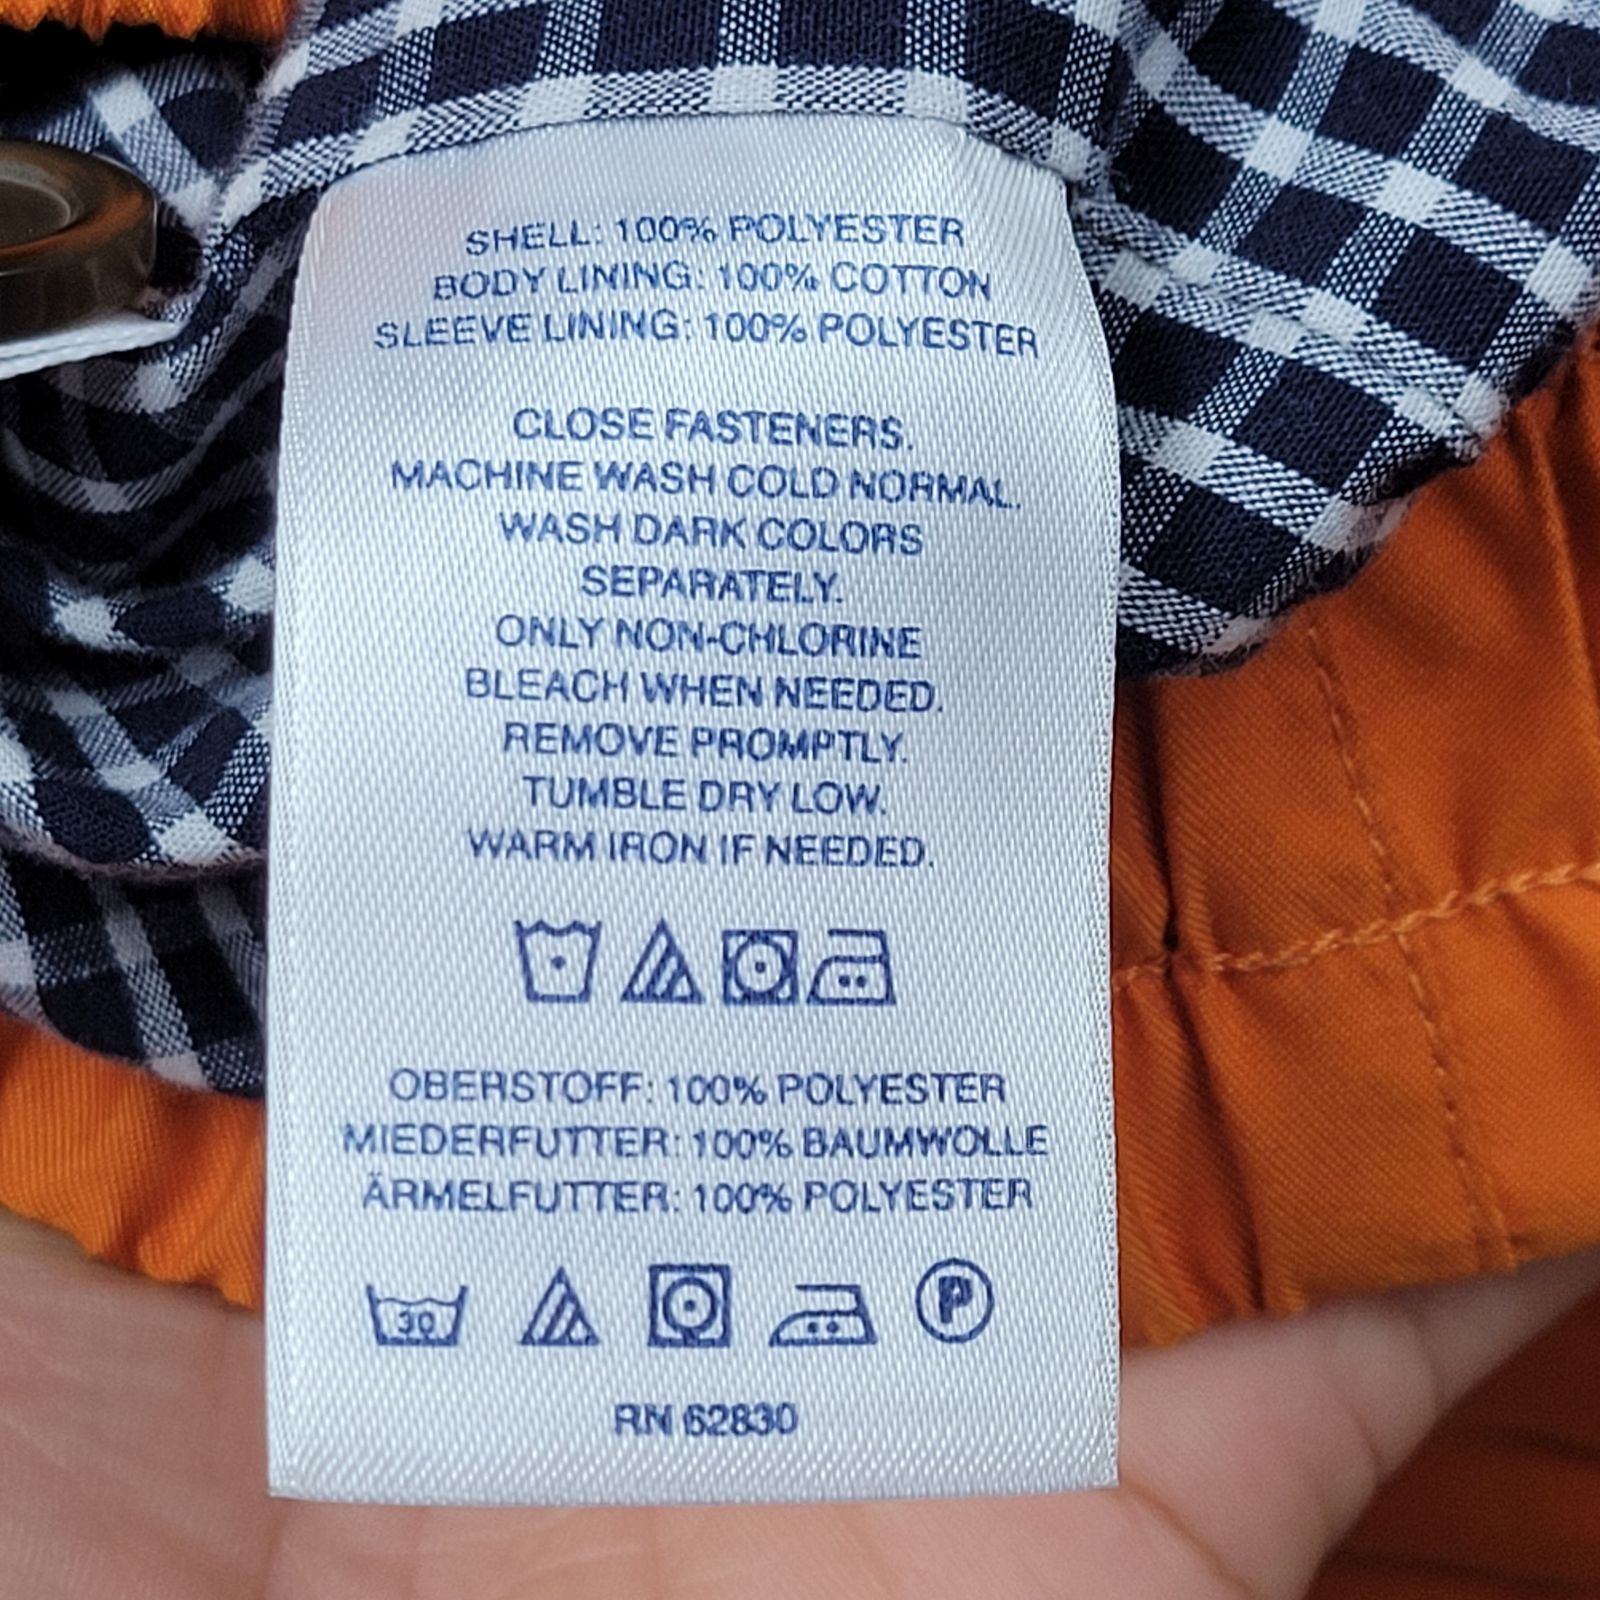 SHELL: 100% POLYESTER
BODY LINING: 100% COTTON
SLEEVE LINING: 100% POLYESTER
CLOSE FASTENERS.
MACHINE WASH COLD NORMAL.
WASH DARK COLORS
SEPARATELY.
ONLY NON-CHLORINE
BLEACH WHEN NEEDED.
REMOVE PROMPTLY.
TUMBLE DRY LOW.
WARM IRON IF NEEDED.
OBERSTOFF: 100% POLYESTER
MIEDERFUTTER: 100% BAUMWOLLE
ÄRMELFUTTER: 100% POLYESTER
30 P
RN 62830